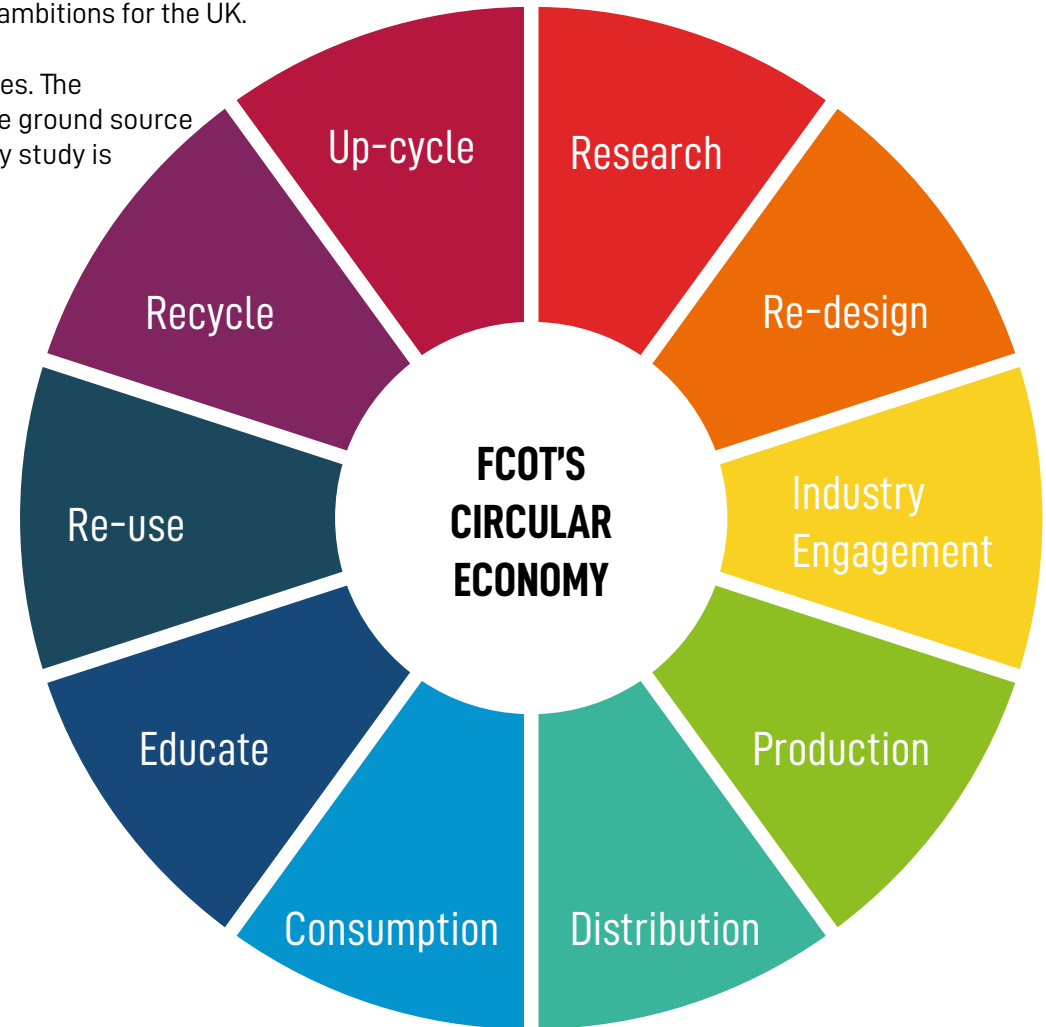 ambitions for the UK.
es. The
e ground source
y study is
Up-cycle
Research
Re-design
Industry
Engagement
Production
Distribution
Consumption
Educate
Re-use
Recycle
FCOT'S
CIRCULAR
ECONOMY